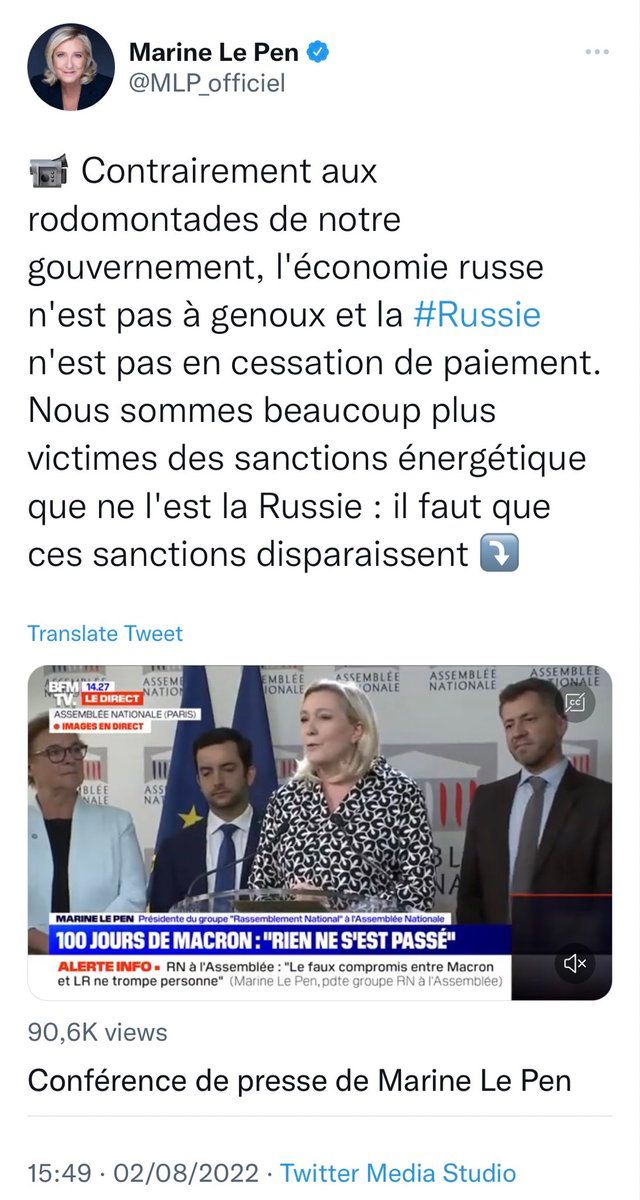 Marine Le Pen
@MLP_officiel
Contrairement aux
rodomontades de notre
gouvernement, l'économie russe
n'est pas à genoux et la #Russie
n'est pas en cessation de paiement.
Nous sommes beaucoup plus
victimes des sanctions énergétique
que ne l'est la Russie : il faut que
ces sanctions disparaissent
Translate Tweet
BFM 14.27
TV. LE DIRECT
ASSEMBLÉE NATIONALE (PARIS)
IMAGES EN DIRECT
ASSEMBLÉE
NATIONALE
CC
MARINE LE PEN Présidente du groupe "Rassemblement National" à l'Assemblée Nationale
100 JOURS DE MACRON : "RIEN NE S'EST PASSÉ"
ALERTE INFO RN à l'Assemblée : "Le faux compromis entre Macron
et LR ne trompe personne" (Marine Le Pen, pdte groupe RN à l'Assemblée)
90,6K views
Conférence de presse de Marine Le Pen
15:49 · 02/08/2022 · Twitter Media Studio